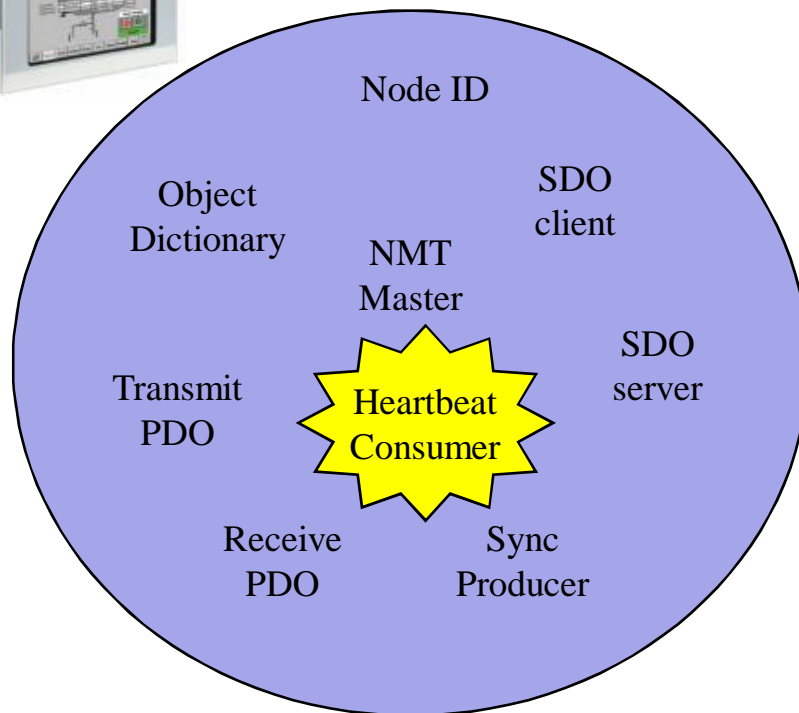 Node ID
Object
Dictionary
SDO
client
NMT
Master
SDO
server
Transmit
PDO
Heartbeat
Consumer
Receive
PDO
Sync
Producer